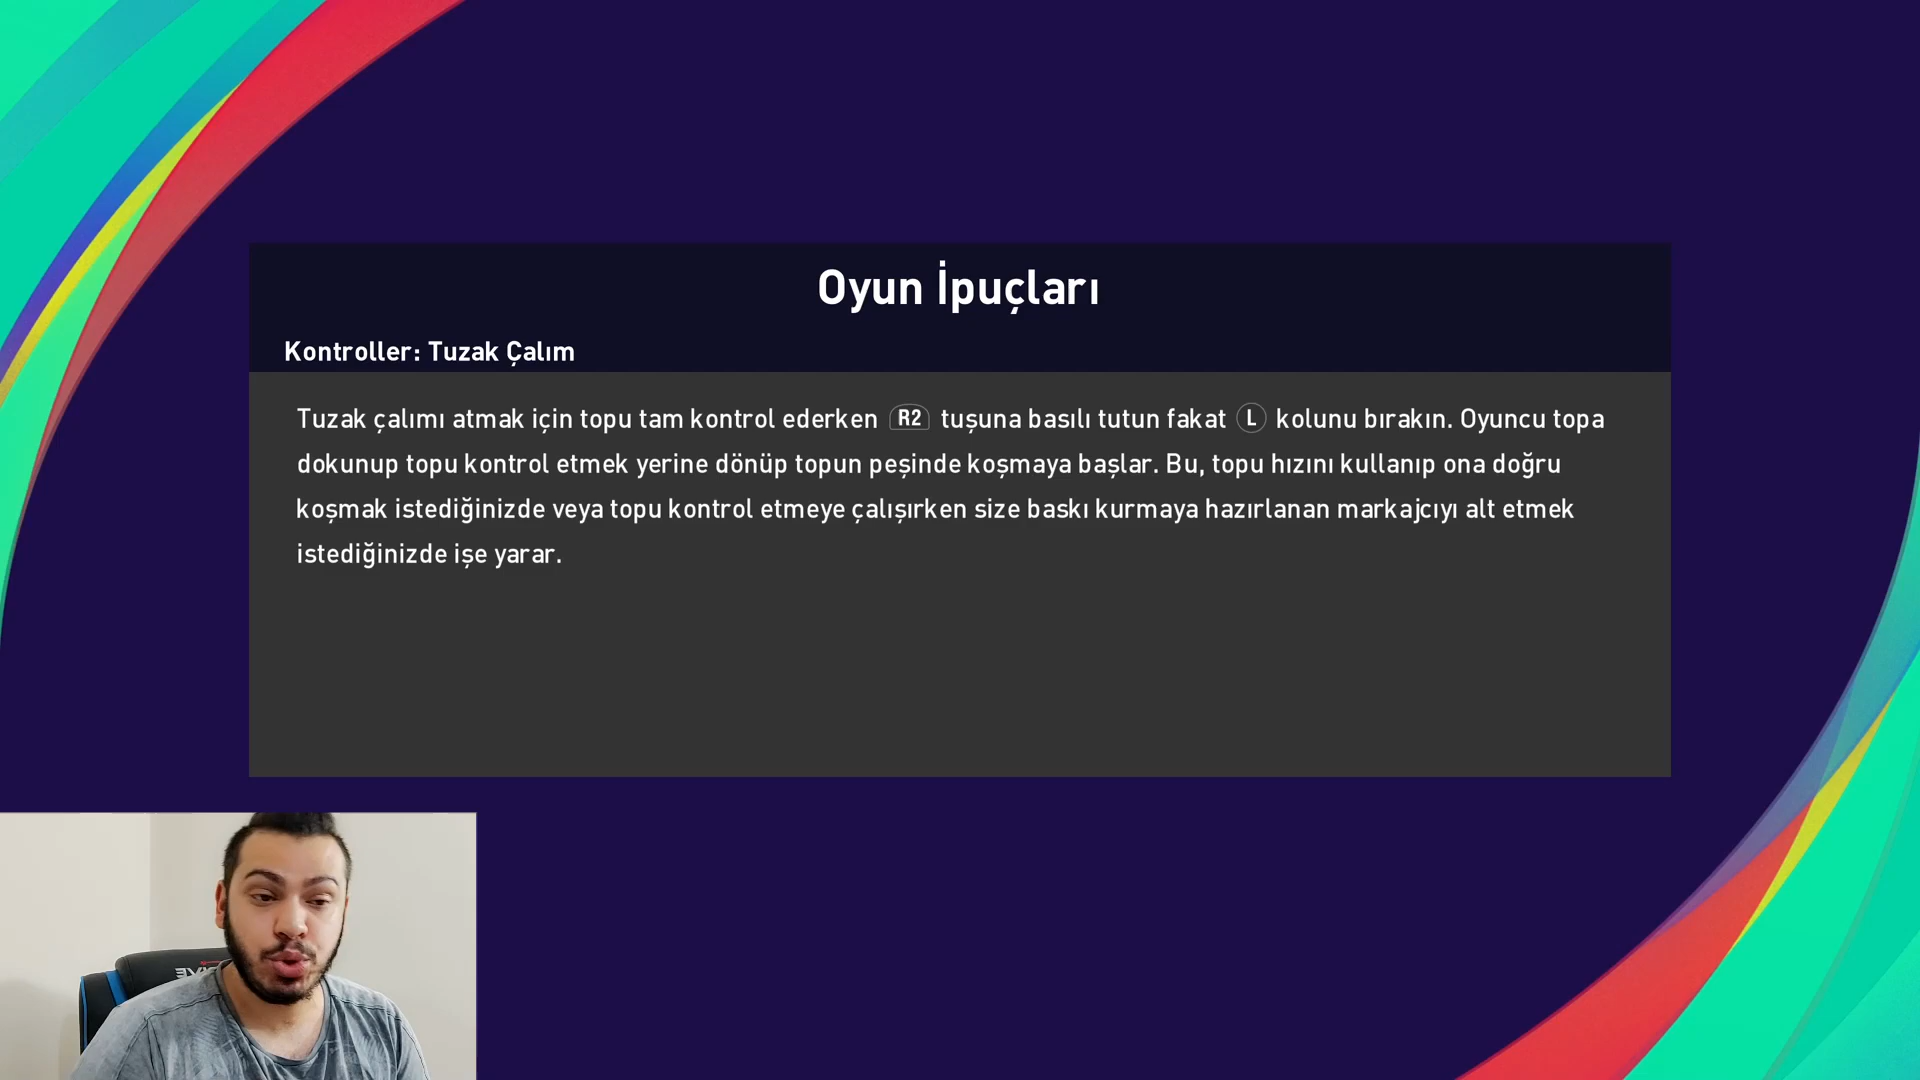 Oyun İpuçları
Kontroller: Tuzak Çalım
Tuzak çalımı atmak için topu tam kontrol ederken R2 tuşuna basılı tutun fakat L kolunu bırakın. Oyuncu topa
dokunup topu kontrol etmek yerine dönüp topun peşinde koşmaya başlar. Bu, topu hızını kullanıp ona doğru
koşmak istediğinizde veya topu kontrol etmeye çalışırken size baskı kurmaya hazırlanan markajcıyı alt etmek
istediğinizde işe yarar.